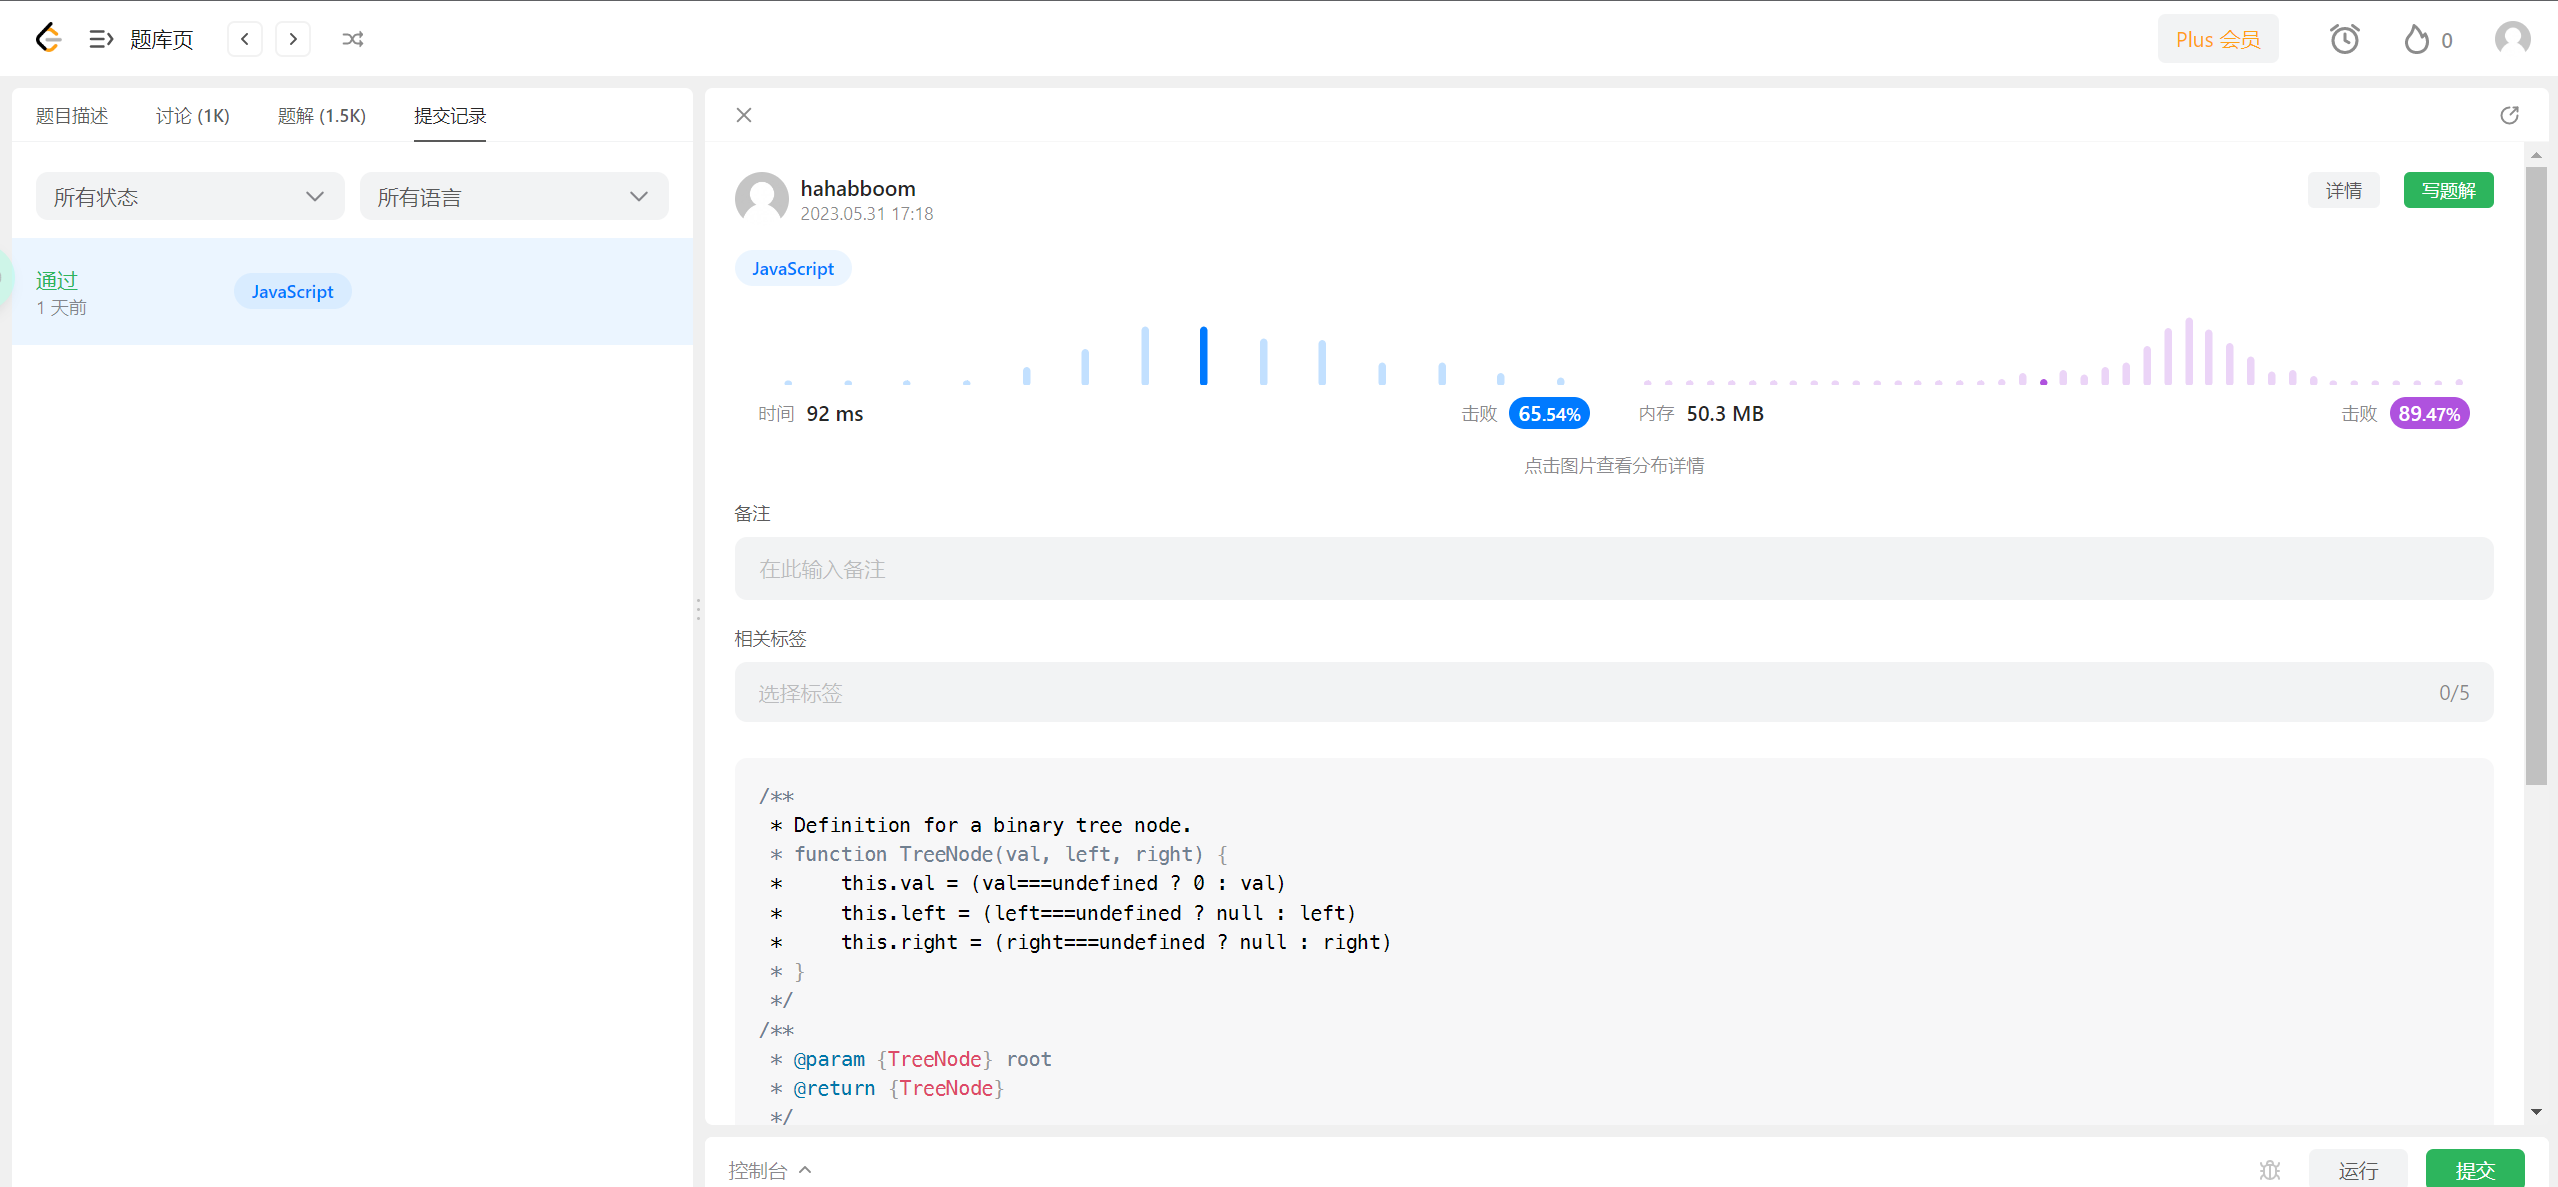 题库页
Plus 会员
0
题目描述 讨论 (1K) 题解 (1.5K) 提交记录
所有状态 所有语言
通过
1 天前
JavaScript
hahabboom
2023.05.31 17:18
详情 写题解
JavaScript
时间 92 ms 击败 65.54% 内存 50.3 MB 击败 89.47%
点击图片查看分布详情
备注
在此输入备注
相关标签
选择标签 0/5
/**
 * Definition for a binary tree node.
 * function TreeNode(val, left, right) {
 *     this.val = (val===undefined ? 0 : val)
 *     this.left = (left===undefined ? null : left)
 *     this.right = (right===undefined ? null : right)
 * }
 */
/**
 * @param {TreeNode} root
 * @return {TreeNode}
 */
控制台 运行 提交